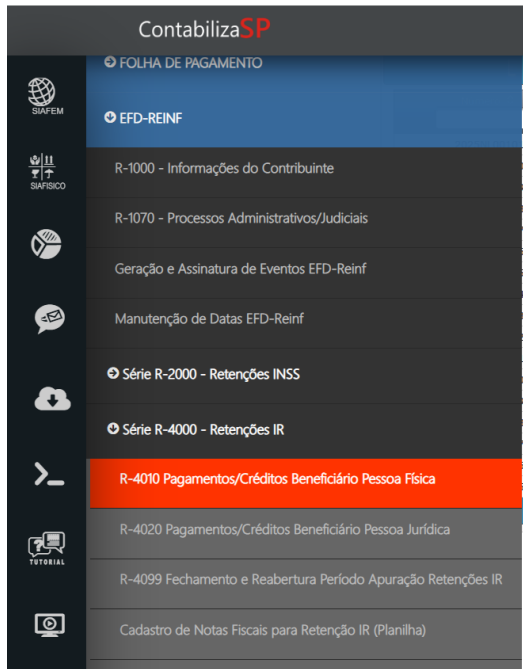 ContabilizaSP
FOLHA DE PAGAMENTO
SIAFEM
EFD-REINF
R-1000 - Informações do Contribuinte
SIAFISICO
R-1070 - Processos Administrativos/Judiciais
Geração e Assinatura de Eventos EFD-Reinf
Manutenção de Datas EFD-Reinf
Série R-2000 - Retenções INSS
Série R-4000 - Retenções IR
R-4010 Pagamentos/Créditos Beneficiário Pessoa Física
R-4020 Pagamentos/Créditos Beneficiário Pessoa Jurídica
TUTORIAL
R-4099 Fechamento e Reabertura Período Apuração Retenções IR
Cadastro de Notas Fiscais para Retenção IR (Planilha)